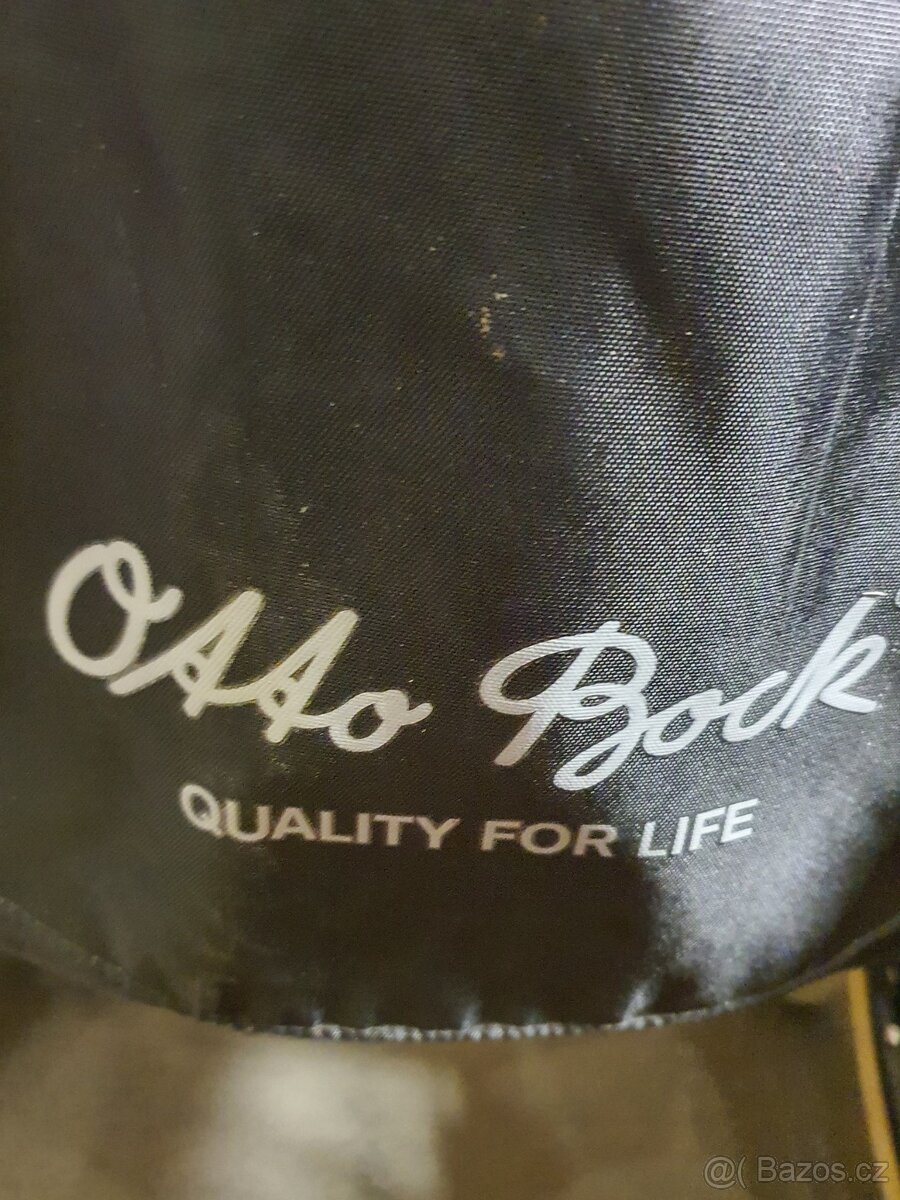 Otto Bock
QUALITY FOR LIFE
@( Bazos.cz